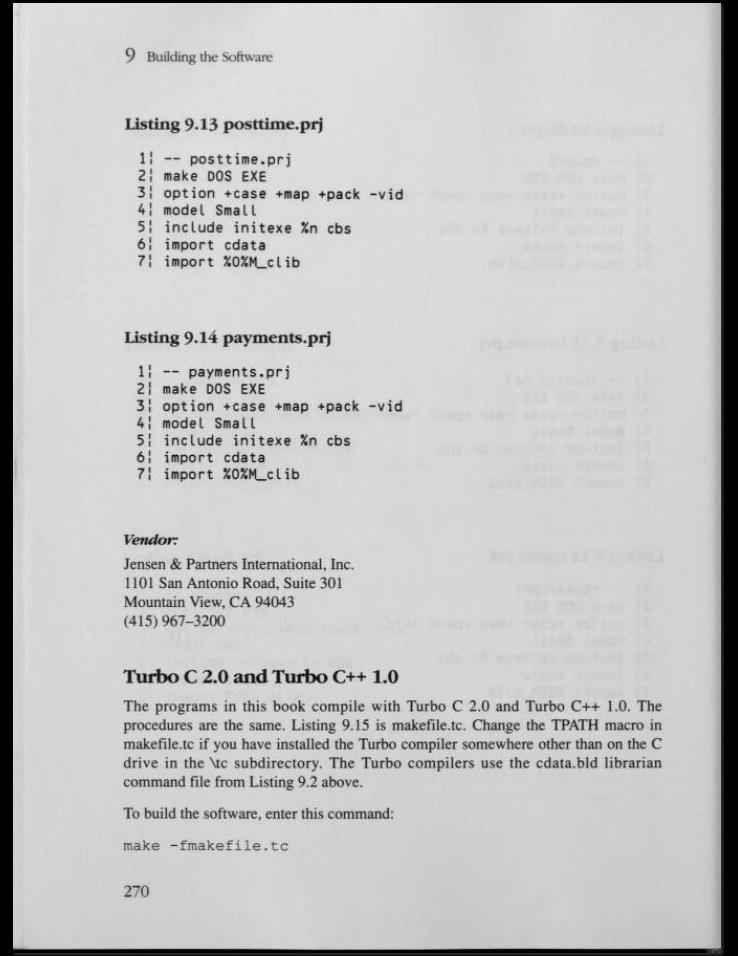 9 Building the Software
Listing 9.13 posttime.prj
1¦ -- posttime.prj
2¦ make DOS EXE
3¦ option +case +map +pack -vid
4¦ model Small
5¦ include initexe %n cbs
6¦ import cdata
7¦ import %O%M_clib
Listing 9.14 payments.prj
1¦ -- payments.prj
2¦ make DOS EXE
3¦ option +case +map +pack -vid
4¦ model Small
5¦ include initexe %n cbs
6¦ import cdata
7¦ import %O%M_clib
Vendor:
Jensen & Partners International, Inc.
1101 San Antonio Road, Suite 301
Mountain View, CA 94043
(415) 967–3200
Turbo C 2.0 and Turbo C++ 1.0
The programs in this book compile with Turbo C 2.0 and Turbo C++ 1.0. The
procedures are the same. Listing 9.15 is makefile.tc. Change the TPATH macro in
makefile.tc if you have installed the Turbo compiler somewhere other than on the C
drive in the \tc subdirectory. The Turbo compilers use the cdata.bld librarian
command file from Listing 9.2 above.
To build the software, enter this command:
make -fmakefile.tc
270